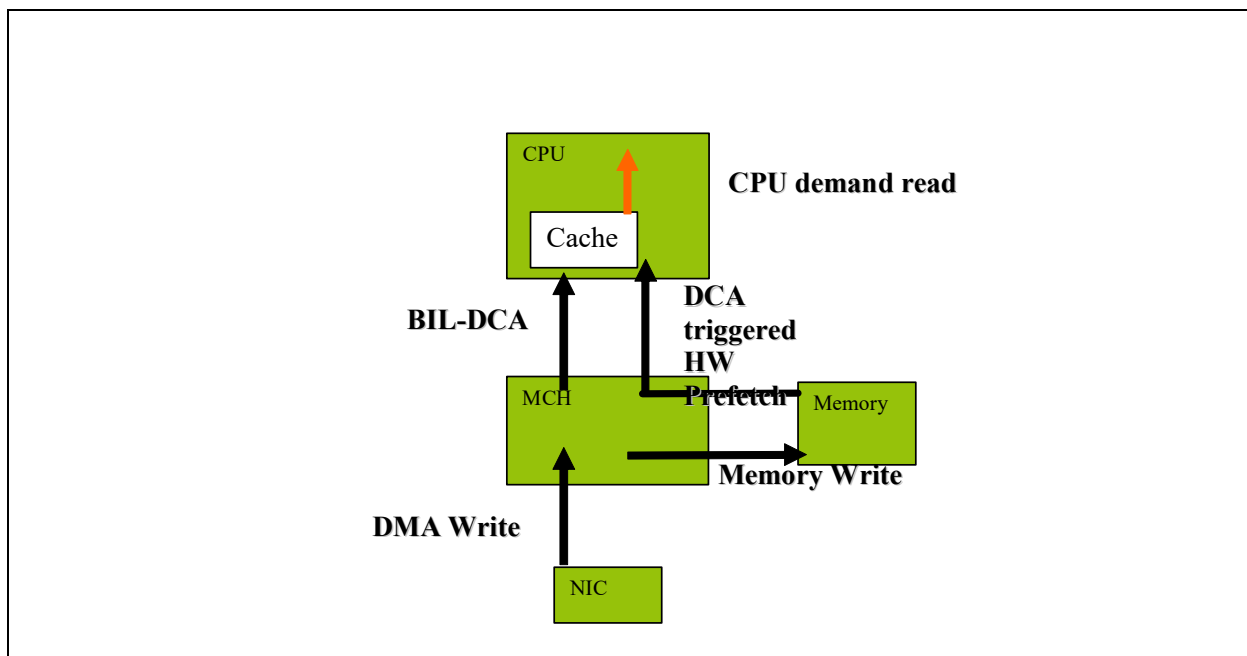 CPU
CPU demand read
Cache
BIL-DCA
DCA
triggered
HW
Prefetch
MCH
Memory
Memory Write
DMA Write
NIC